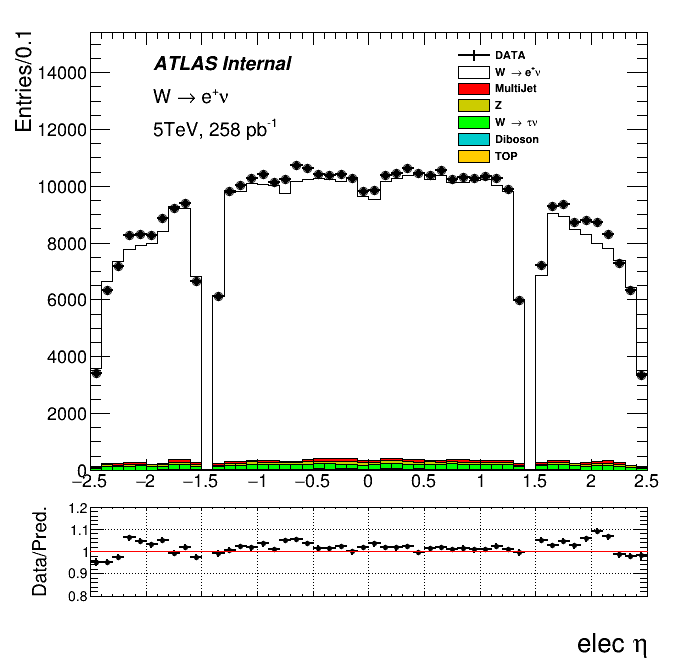 Entries/0.1
14000
12000
10000
8000
6000
4000
2000
0
ATLAS Internal
W → e⁺ν
5TeV, 258 pb⁻¹
DATA
W → e⁺ν
MultiJet
Z
W → τν
Diboson
TOP
−2.5 −2 −1.5 −1 −0.5 0 0.5 1 1.5 2 2.5
Data/Pred.
1.2
1.1
1
0.9
0.8
elec η